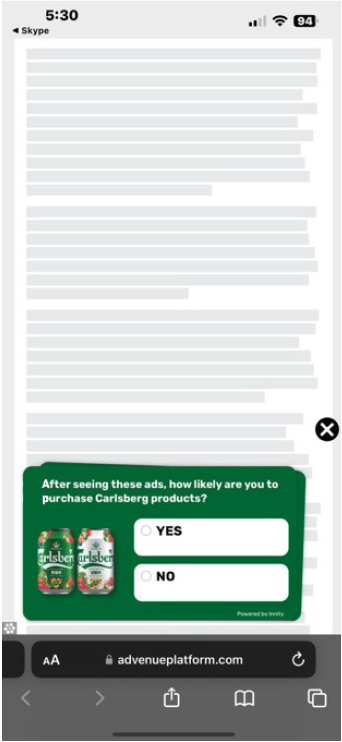 5:30
94
◄ Skype
After seeing these ads, how likely are you to
purchase Carlsberg products?
YES
NO
Powered by Innity
AA
advenueplatform.com